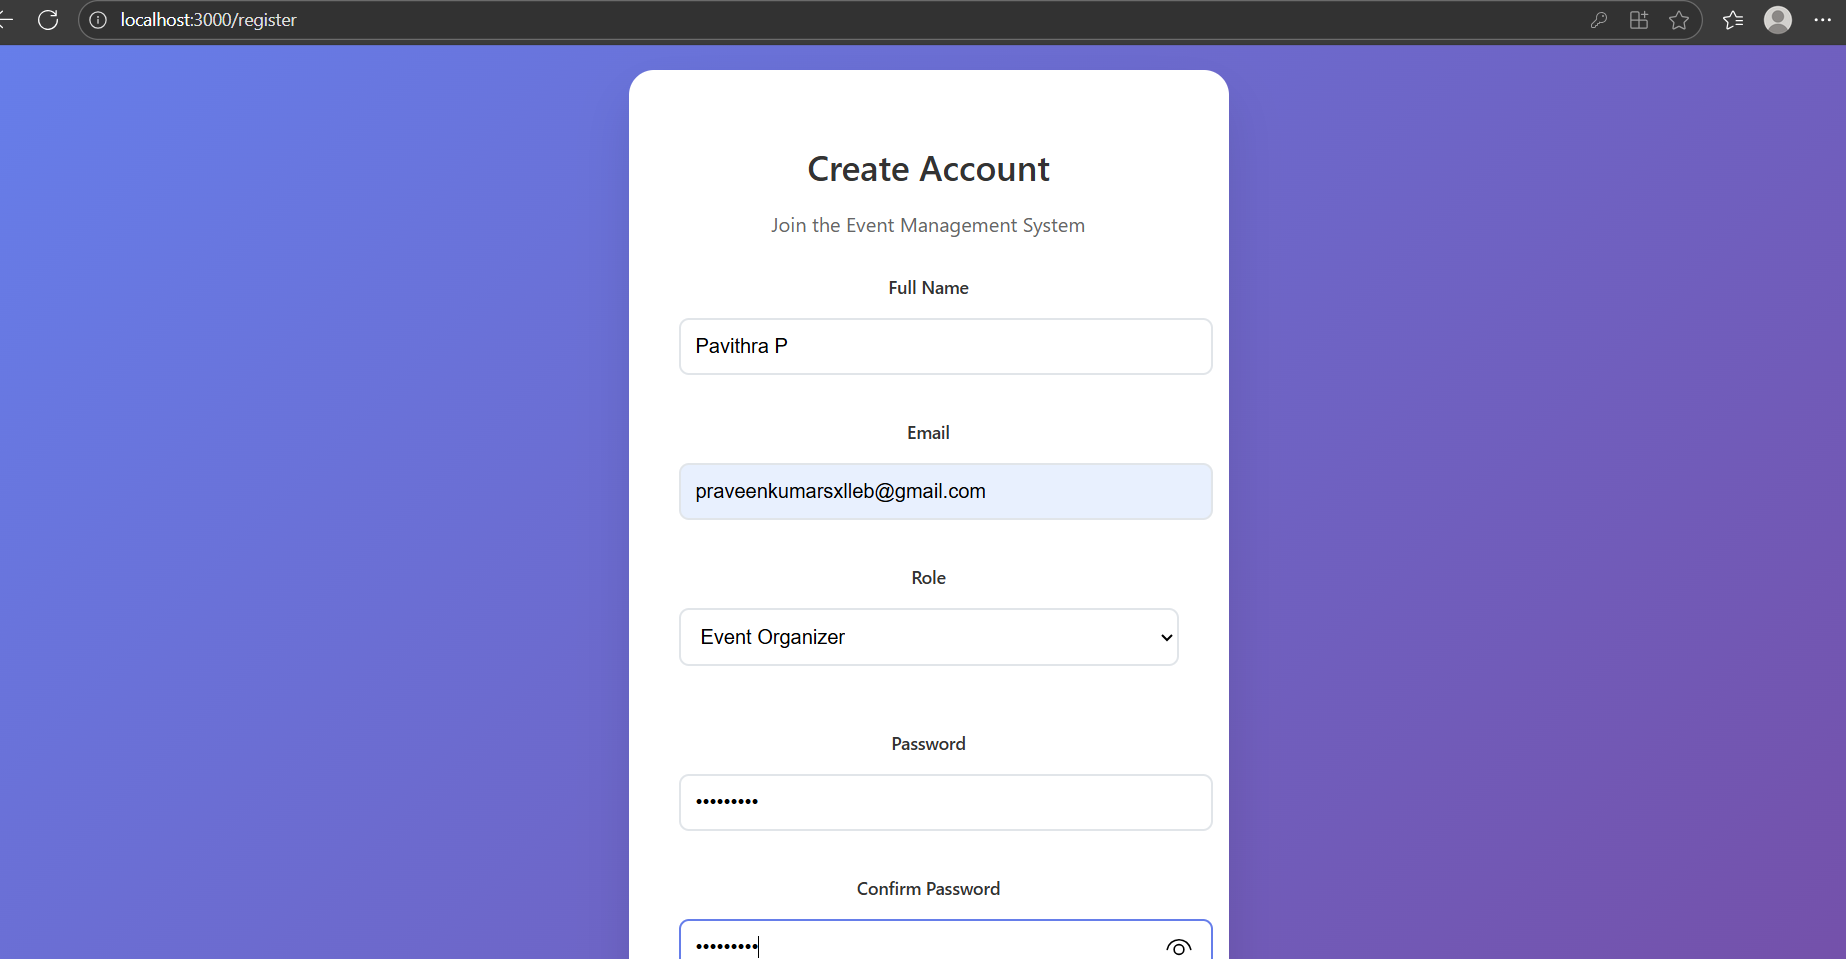 localhost:3000/register
Create Account
Join the Event Management System
Full Name
Pavithra P
Email
praveenkumarsxlleb@gmail.com
Role
Event Organizer
Password
•••••••••
Confirm Password
•••••••••